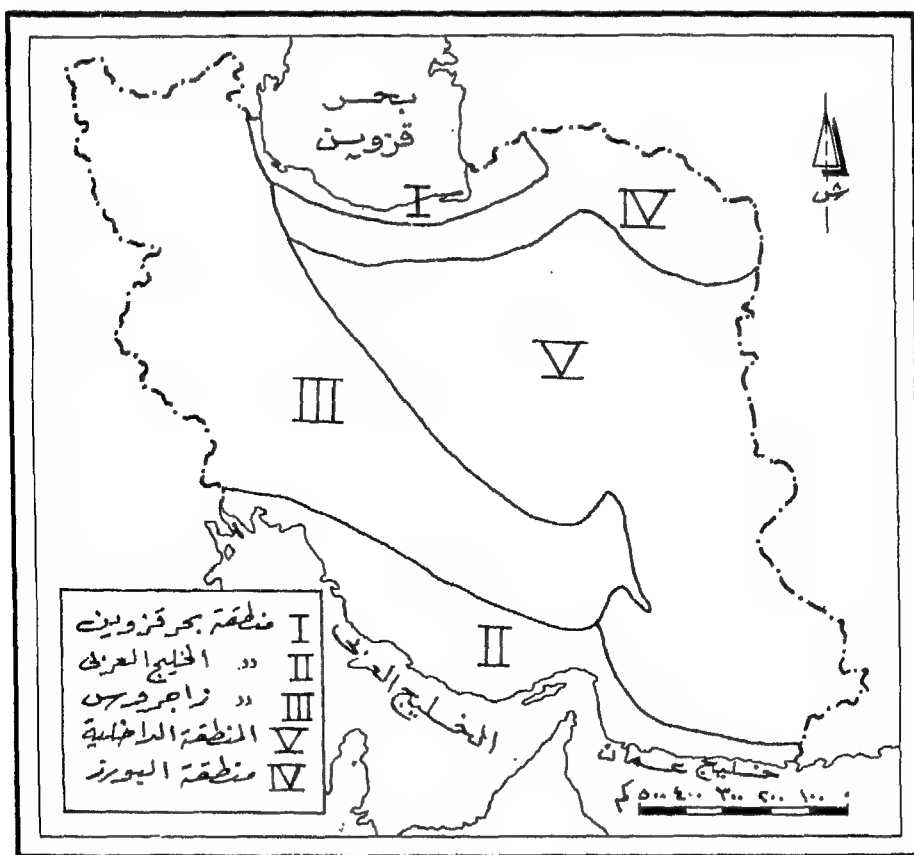 بحر
قزوين
ش
I
IV
V
III
II
الخليج العربي
خليج عمان
I منطقة بحر قزوين
II " الخليج العربي
III " زاجروس
V المنطقة الداخلية
IV منطقة اليورز
٠ ١٠٠ ٢٠٠ ٣٠٠ ٤٠٠ ٥٠٠ كم